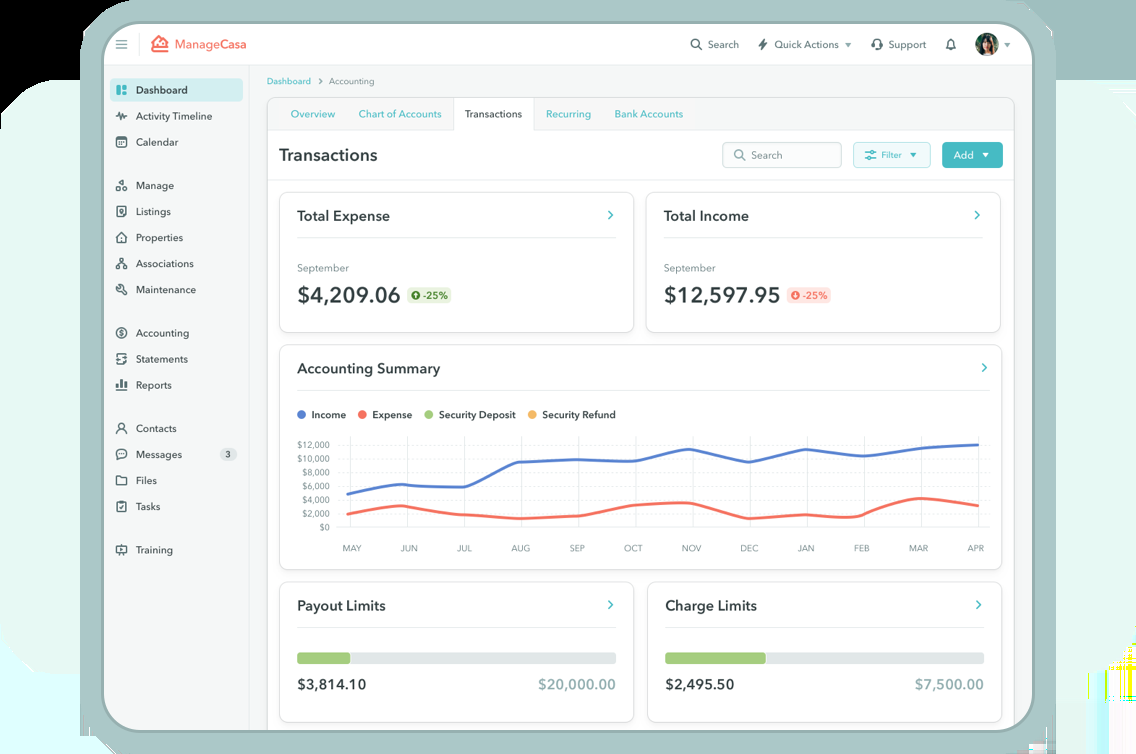 ManageCasa
Search
Quick Actions
Support
Dashboard
Activity Timeline
Calendar
Manage
Listings
Properties
Associations
Maintenance
Accounting
Statements
Reports
Contacts
Messages 3
Files
Tasks
Training
Dashboard > Accounting
Overview
Chart of Accounts
Transactions
Recurring
Bank Accounts
Transactions
Search
Filter
Add
Total Expense
September
$4,209.06 -25%
Total Income
September
$12,597.95 -25%
Accounting Summary
Income Expense Security Deposit Security Refund
$12,000
$10,000
$8,000
$6,000
$4,000
$2,000
$0
MAY JUN JUL AUG SEP OCT NOV DEC JAN FEB MAR APR
Payout Limits
$3,814.10 $20,000.00
Charge Limits
$2,495.50 $7,500.00